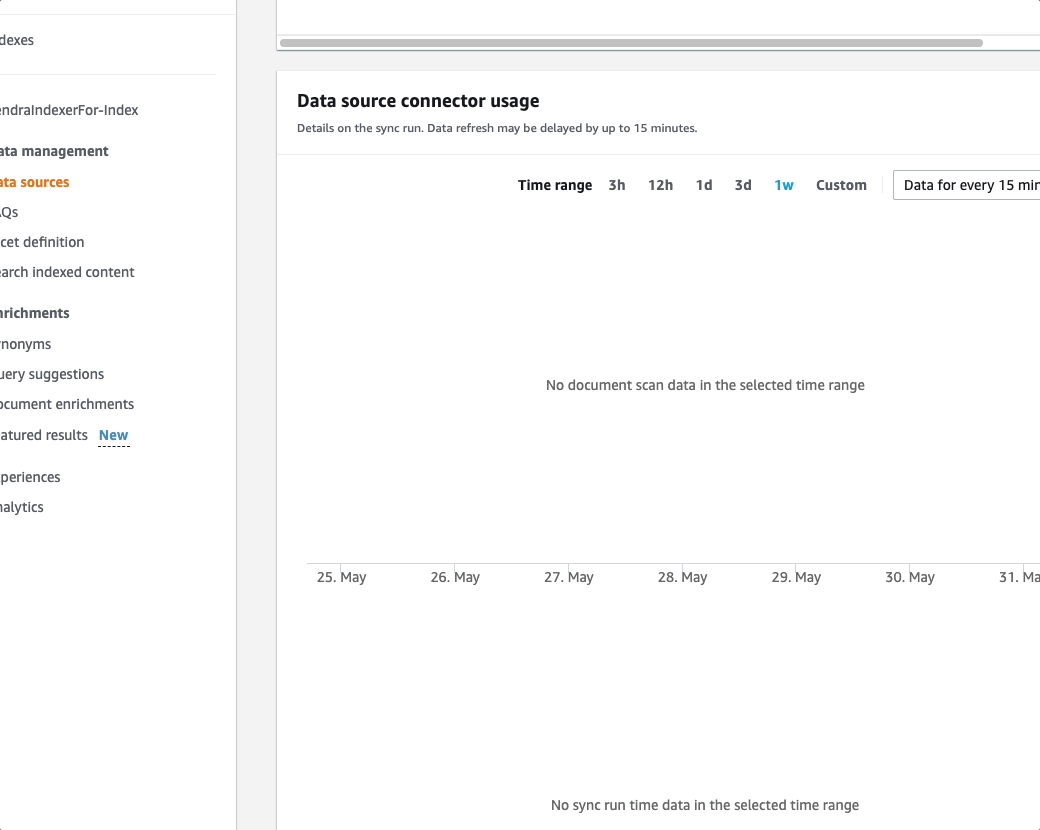 dexes
endraIndexerFor-Index
ata management
ata sources
AQs
cet definition
earch indexed content
nrichments
nonyms
uery suggestions
ocument enrichments
atured results New
periences
nalytics
Data source connector usage
Details on the sync run. Data refresh may be delayed by up to 15 minutes.
Time range 3h 12h 1d 3d 1w Custom Data for every 15 min
No document scan data in the selected time range
25. May 26. May 27. May 28. May 29. May 30. May 31. Ma
No sync run time data in the selected time range